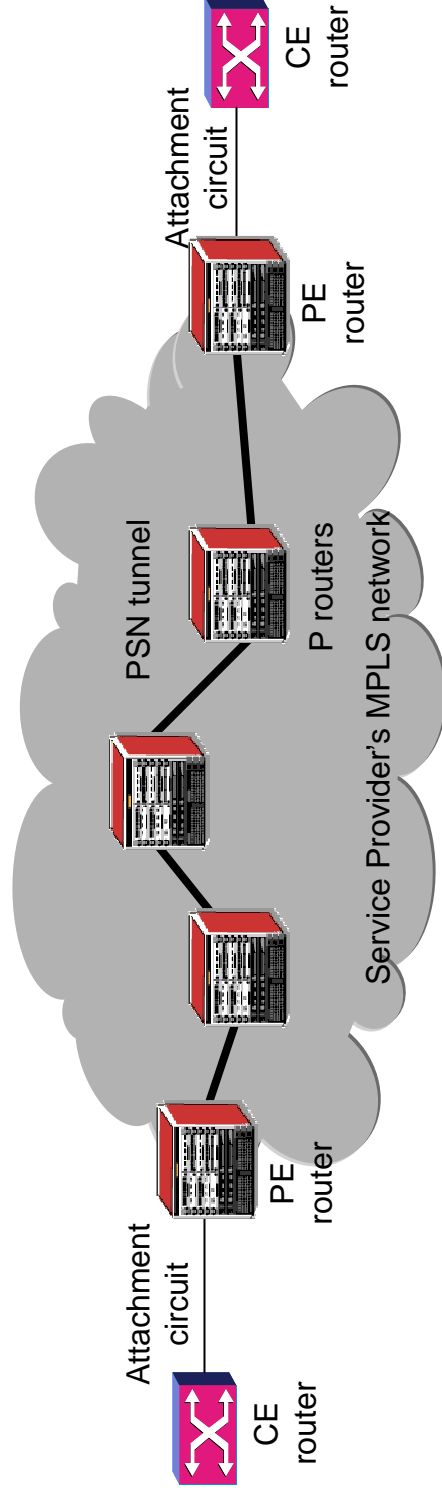 Attachment
circuit
CE
router
PE
router
PSN tunnel
P routers
Service Provider's MPLS network
Attachment
circuit
PE
router
CE
router